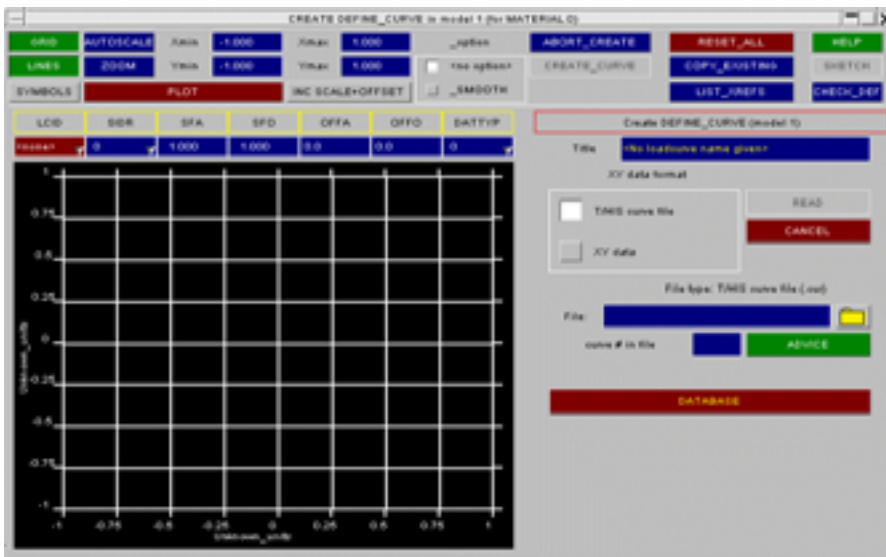 CREATE DEFINE_CURVE in model 1 (for MATERIAL 0)
GRID AUTOSCALE Xmin -1.000 Xmax 1.000 _option ABORT_CREATE RESET_ALL HELP
LINES ZOOM Ymin -1.000 Ymax 1.000 <no option> CREATE_CURVE COPY_EXISTING SKETCH
SYMBOLS PLOT INC SCALE+OFFSET _SMOOTH LIST_XREFS CHECK_DEF
LCID SIDR SFA SFO OFFA OFFO DATTYP Create DEFINE_CURVE (model 1)
<none> 0 1.000 1.000 0.0 0.0 0 Title <No loadcurve name given>
XY data format
T/HIS curve file READ
CANCEL
XY data
File type: T/HIS curve file (.cur)
File:
curve # in file ADVICE
DATABASE
1
0.75
0.5
0.25
0
-0.25
-0.5
-0.75
-1
Unknown_units
-1 -0.75 -0.5 -0.25 0 0.25 0.5 0.75 1
Unknown_units